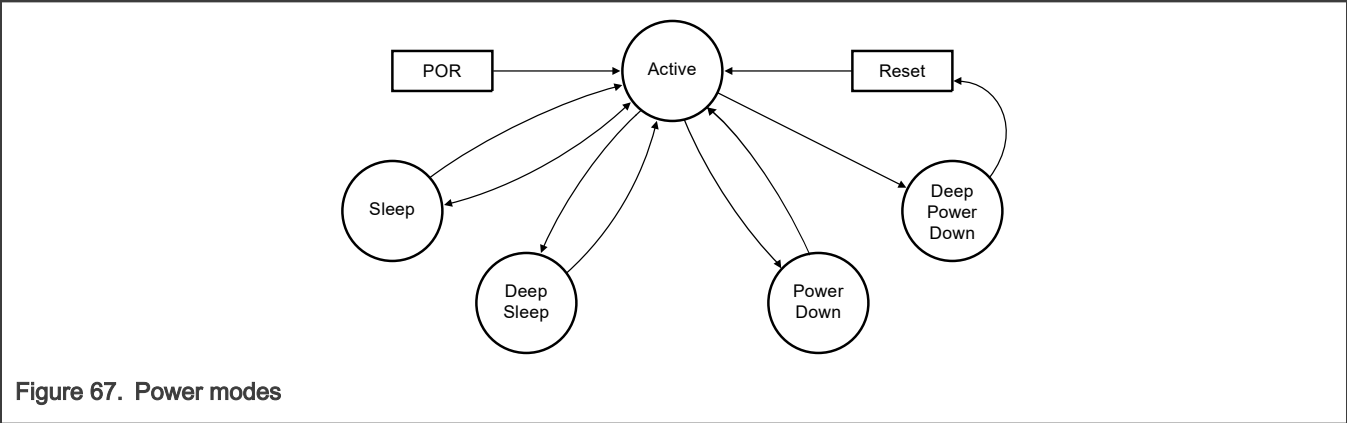 POR
Active
Reset
Sleep
Deep
Power
Down
Deep
Sleep
Power
Down
Figure 67. Power modes